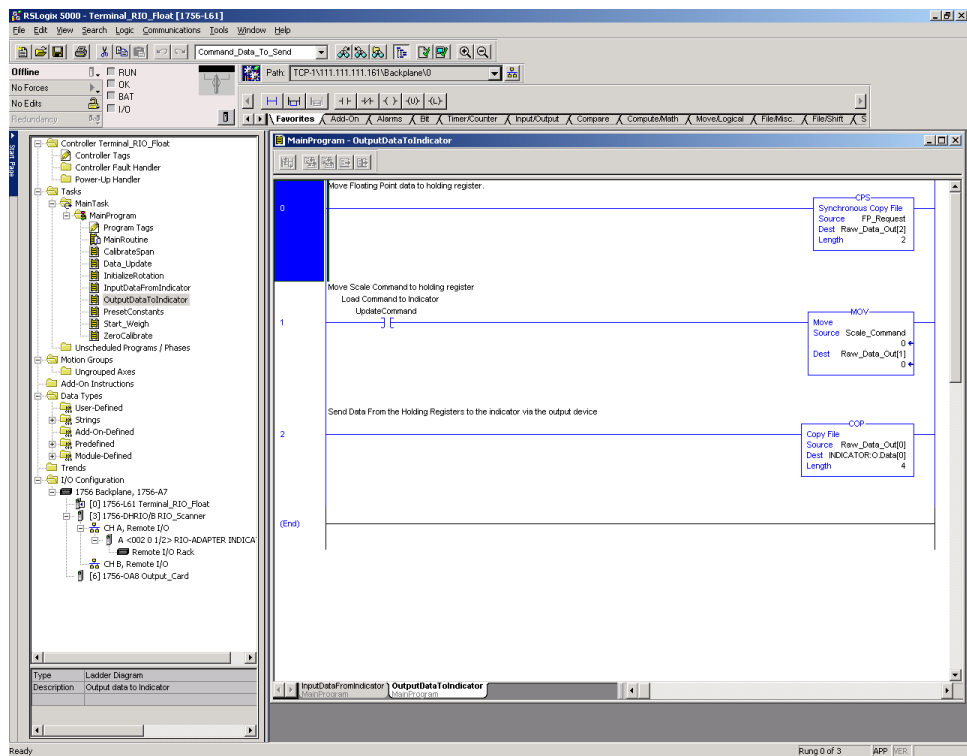 RSLogix 5000 - Terminal_RIO_Float [1756-L61]
File Edit View Search Logic Communications Tools Window Help
Command_Data_To_Send
Offline
RUN
Path: TCP-1\111.111.111.161\Backplane\0
No Forces
OK
No Edits
BAT
Redundancy
I/O
Favorites Add-On Alarms Bit Timer/Counter Input/Output Compare Compute/Math Move/Logical File/Misc. File/Shift S
Start Page
Controller Terminal_RIO_Float
Controller Tags
Controller Fault Handler
Power-Up Handler
Tasks
MainTask
MainProgram
Program Tags
MainRoutine
CalibrateSpan
Data_Update
InitializeRotation
InputDataFromIndicator
OutputDataToIndicator
PresetConstants
Start_Weigh
ZeroCalibrate
Unscheduled Programs / Phases
Motion Groups
Ungrouped Axes
Add-On Instructions
Data Types
User-Defined
Strings
Add-On-Defined
Predefined
Module-Defined
Trends
I/O Configuration
1756 Backplane, 1756-A7
[0] 1756-L61 Terminal_RIO_Float
[3] 1756-DHRIO/B RIO_Scanner
CH A, Remote I/O
A <002 0 1/2> RIO-ADAPTER INDICA
Remote I/O Rack
CH B, Remote I/O
[6] 1756-OA8 Output_Card
Type Ladder Diagram
Description Output data to Indicator
MainProgram - OutputDataToIndicator
Move Floating Point data to holding register.
0
CPS
Synchronous Copy File
Source FP_Request
Dest Raw_Data_Out[2]
Length 2
Move Scale Command to holding register
Load Command to Indicator
UpdateCommand
1
MOV
Move
Source Scale_Command
0
Dest Raw_Data_Out[1]
0
Send Data From the Holding Registers to the indicator via the output device
2
COP
Copy File
Source Raw_Data_Out[0]
Dest INDICATOR:O.Data[0]
Length 4
(End)
InputDataFromIndicator OutputDataToIndicator
MainProgram MainProgram
Ready
Rung 0 of 3 APP VER